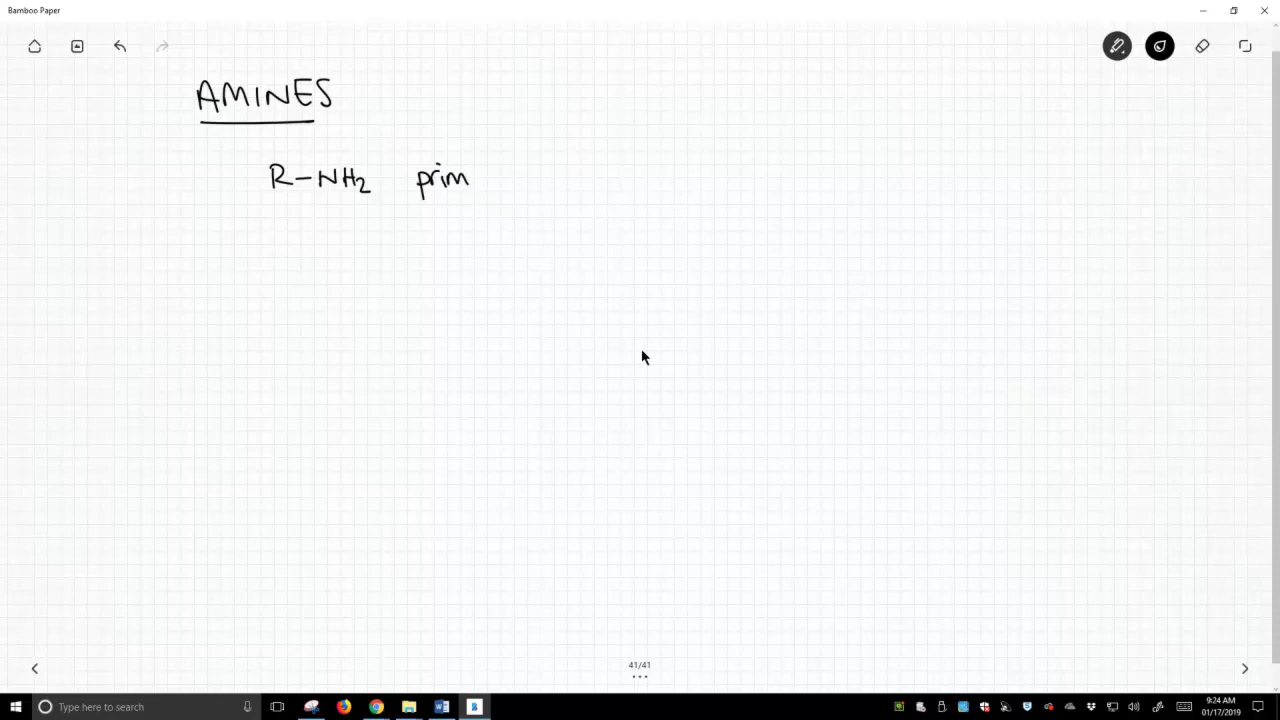 Bamboo Paper
AMINES
R-NH2 prim
41/41
Type here to search
9:24 AM
01/17/2019